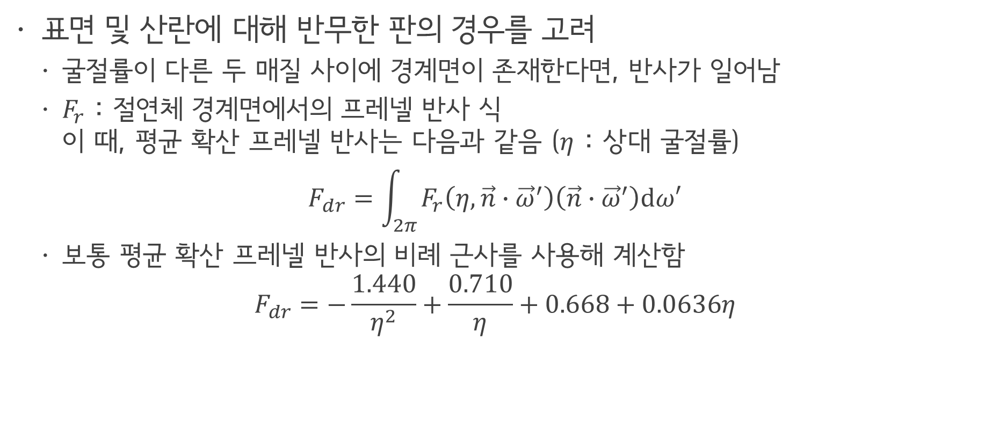 · 표면 및 산란에 대해 반무한 판의 경우를 고려
· 굴절률이 다른 두 매질 사이에 경계면이 존재한다면, 반사가 일어남
· $F_r$ : 절연체 경계면에서의 프레넬 반사 식
이 때, 평균 확산 프레넬 반사는 다음과 같음 ($\eta$ : 상대 굴절률)
$F_{dr} = \int_{2\pi} F_r(\eta, \vec{n} \cdot \vec{\omega}')(\vec{n} \cdot \vec{\omega}')\mathrm{d}\omega'$
· 보통 평균 확산 프레넬 반사의 비례 근사를 사용해 계산함
$F_{dr} = -\frac{1.440}{\eta^2} + \frac{0.710}{\eta} + 0.668 + 0.0636\eta$